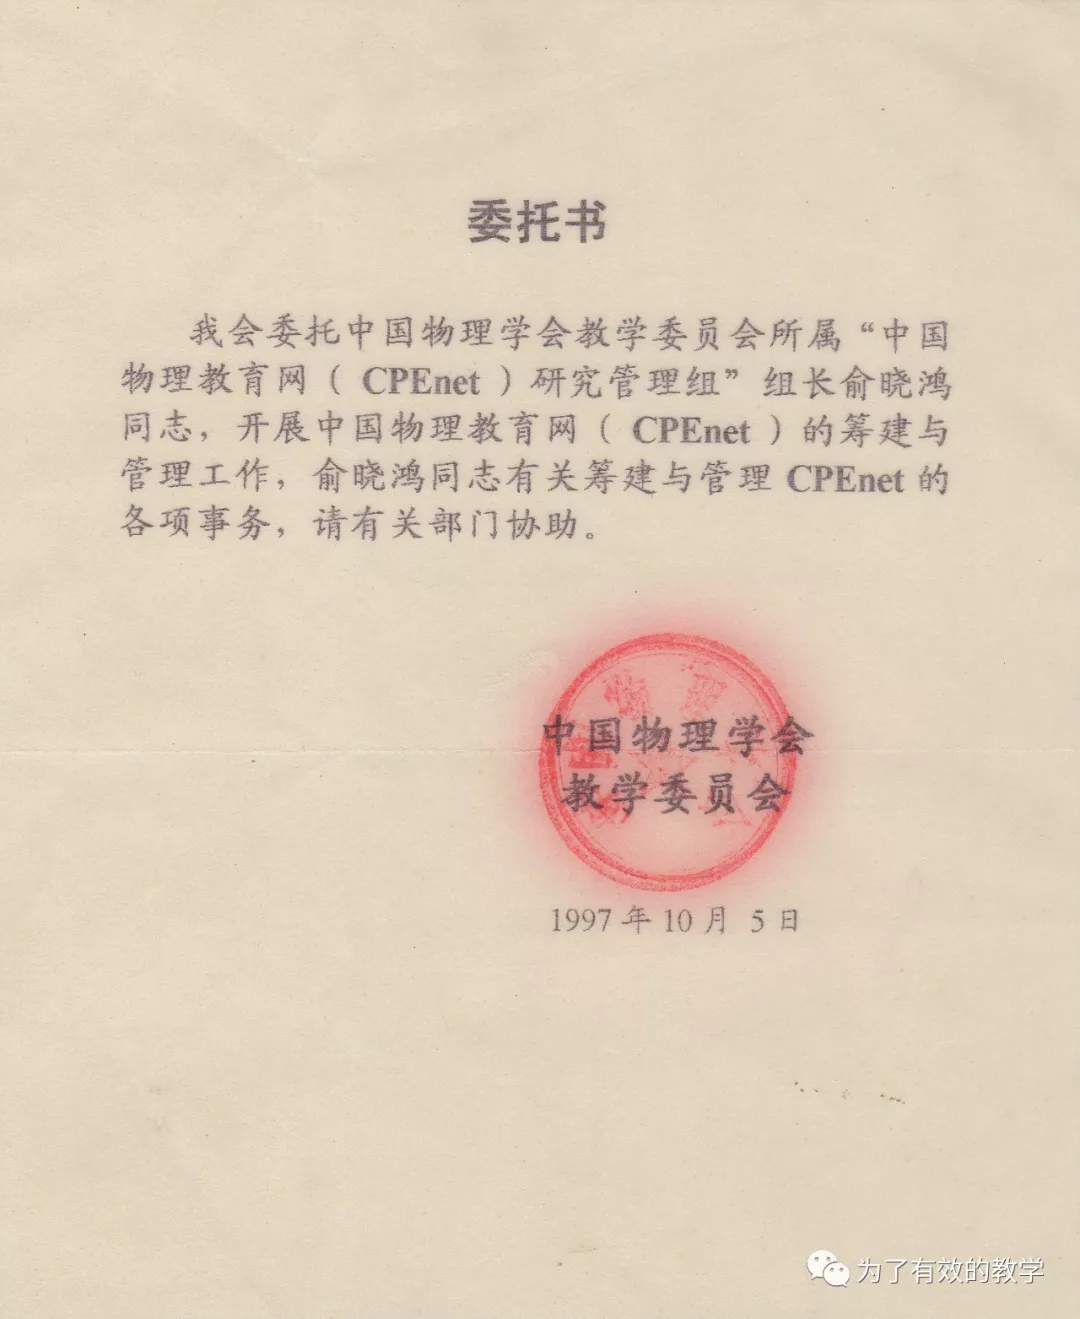 委托书
我会委托中国物理学会教学委员会所属“中国
物理教育网（CPEnet）研究管理组”组长俞晓鸿
同志，开展中国物理教育网（CPEnet）的筹建与
管理工作，俞晓鸿同志有关筹建与管理 CPEnet 的
各项事务，请有关部门协助。
中国物理学会
教学委员会
1997 年 10 月 5 日
为了有效的教学